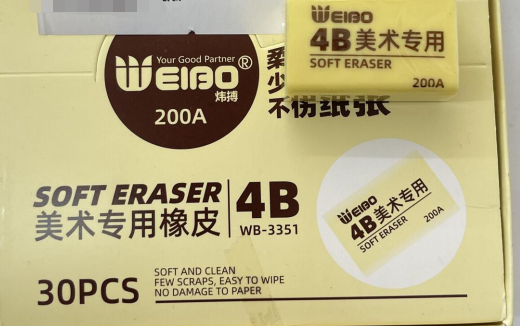 WEIBO
4B美术专用
SOFT ERASER
200A
Your Good Partner
WEIBO®
炜搏
200A
柔
少
不伤纸张
SOFT ERASER
美术专用橡皮
4B
WB-3351
WEIBO
4B美术专用
SOFT ERASER
200A
30PCS
SOFT AND CLEAN
FEW SCRAPS, EASY TO WIPE
NO DAMAGE TO PAPER